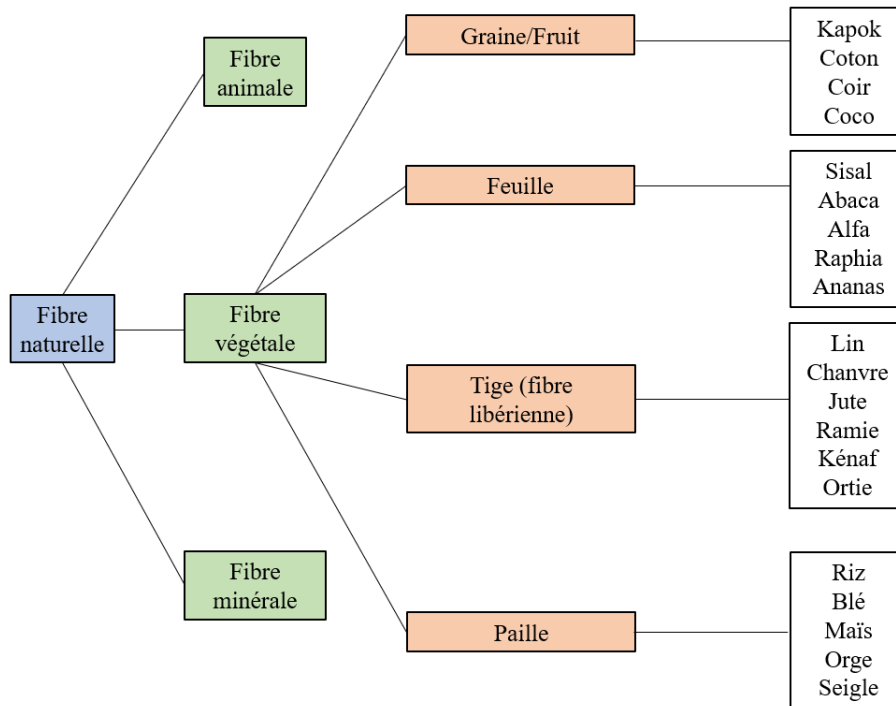 Fibre
naturelle
Fibre
animale
Fibre
végétale
Fibre
minérale
Graine/Fruit
Feuille
Tige (fibre
libérienne)
Paille
Kapok
Coton
Coir
Coco
Sisal
Abaca
Alfa
Raphia
Ananas
Lin
Chanvre
Jute
Ramie
Kénaf
Ortie
Riz
Blé
Maïs
Orge
Seigle